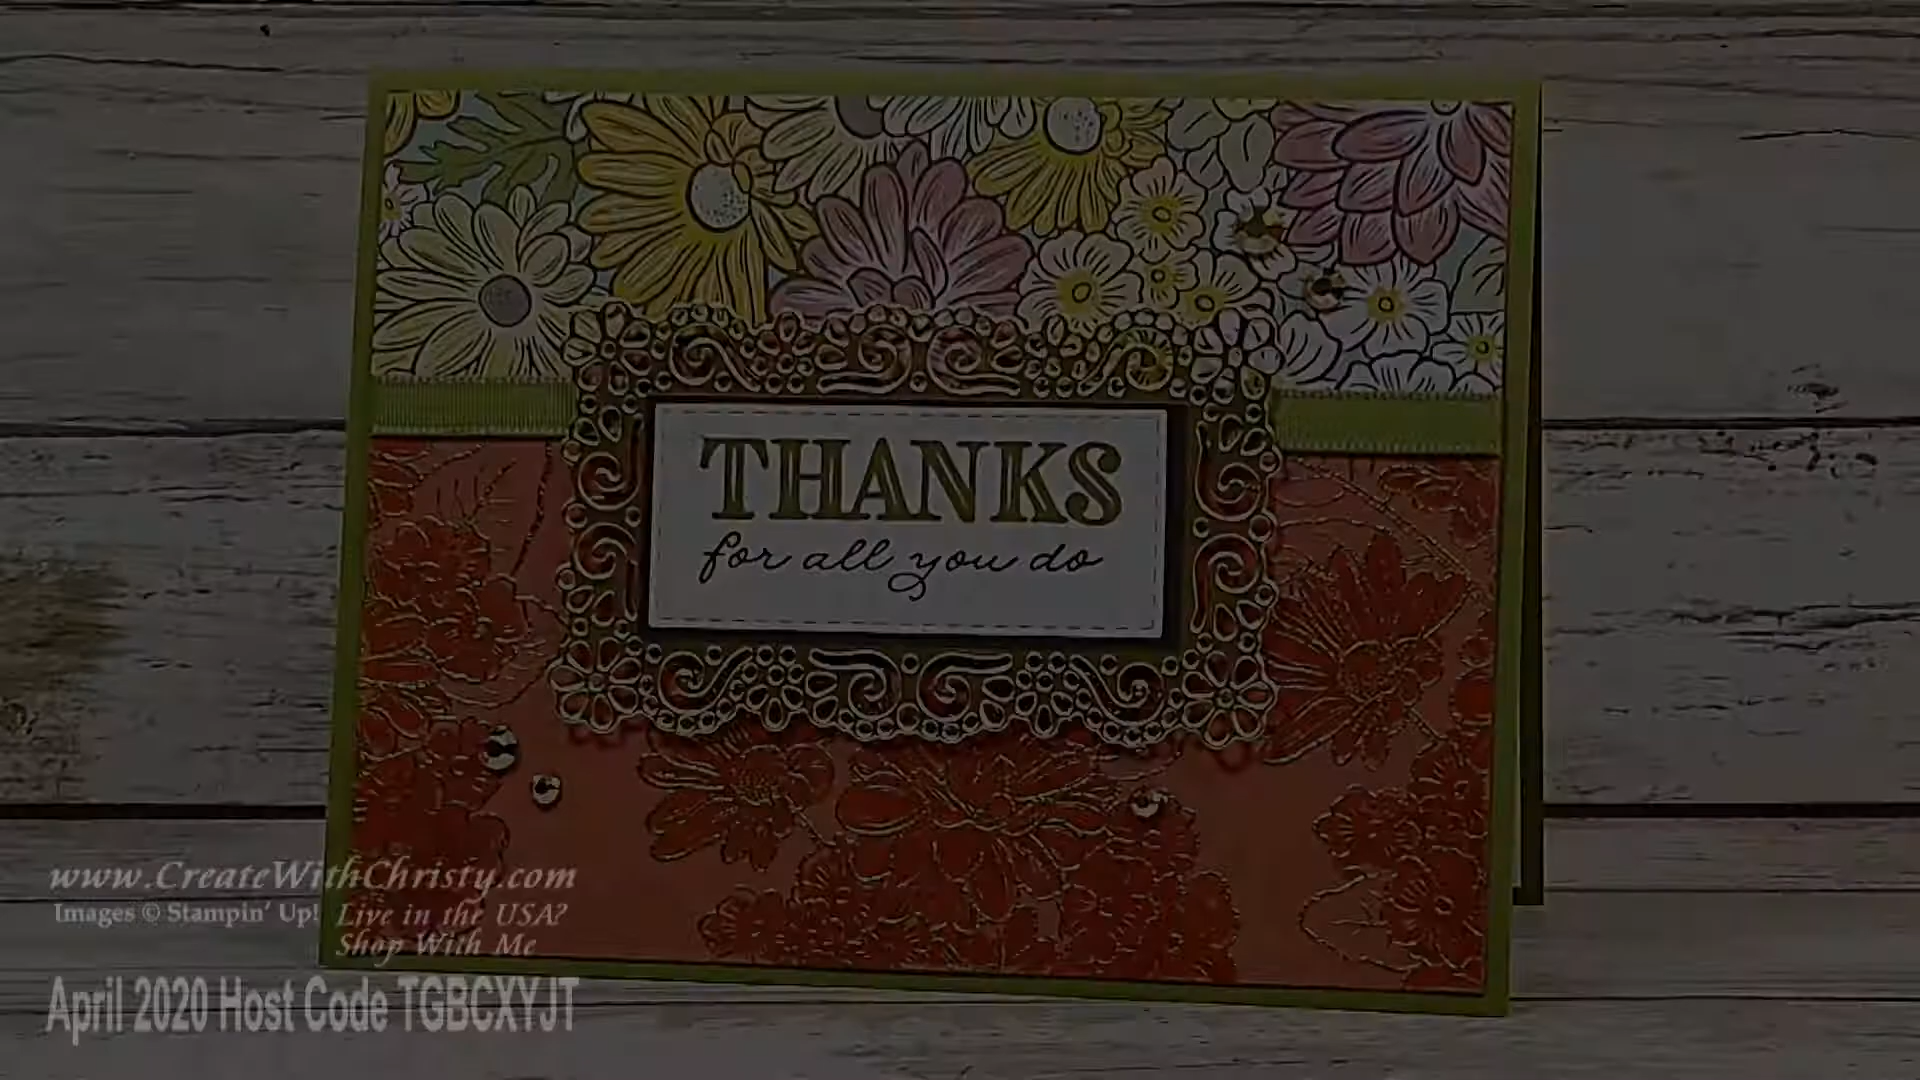 THANKS
for all you do
www.CreateWithChristy.com
Images © Stampin' Up!
Live in the USA?
Shop With Me
April 2020 Host Code TGBCXYJT